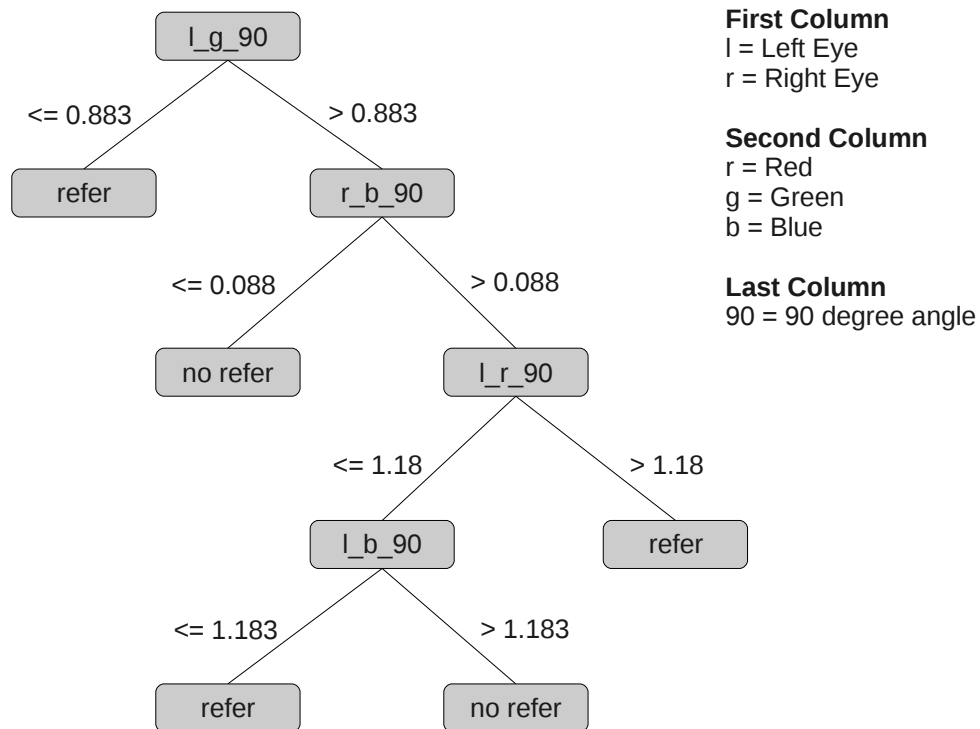 l_g_90
<= 0.883
> 0.883
refer
r_b_90
<= 0.088
> 0.088
no refer
l_r_90
<= 1.18
> 1.18
l_b_90
refer
<= 1.183
> 1.183
refer
no refer
First Column
l = Left Eye
r = Right Eye
Second Column
r = Red
g = Green
b = Blue
Last Column
90 = 90 degree angle